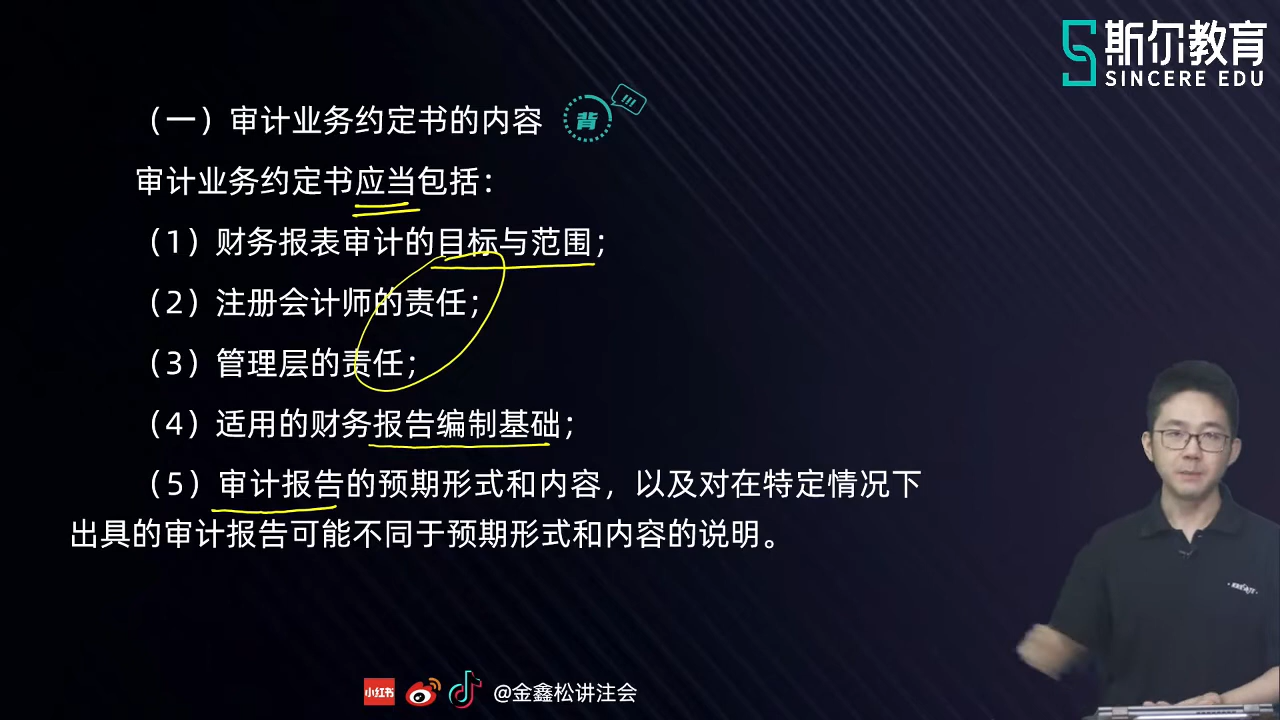 斯尔教育
SINCERE EDU
（一）审计业务约定书的内容
背
审计业务约定书应当包括：
（1）财务报表审计的目标与范围；
（2）注册会计师的责任；
（3）管理层的责任；
（4）适用的财务报告编制基础；
（5）审计报告的预期形式和内容，以及对在特定情况下
出具的审计报告可能不同于预期形式和内容的说明。
小红书
@金鑫松讲注会